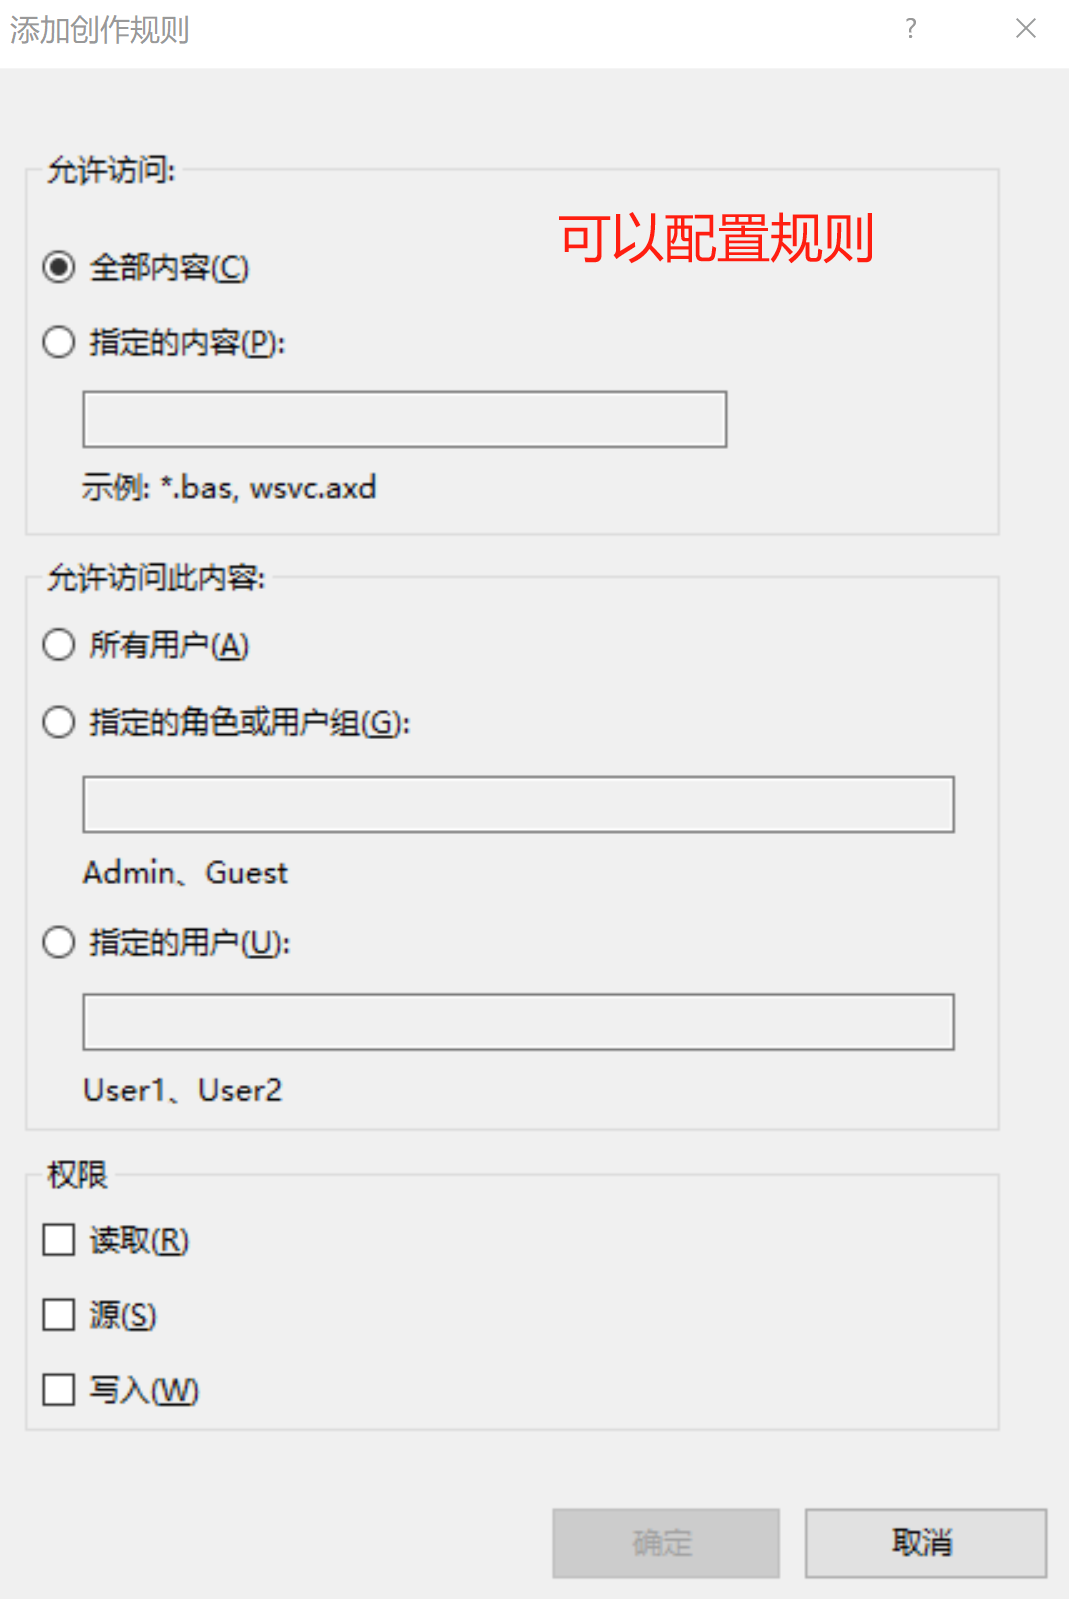 添加创作规则
?
允许访问:
可以配置规则
全部内容(C)
指定的内容(P):
示例: *.bas, wsvc.axd
允许访问此内容:
所有用户(A)
指定的角色或用户组(G):
Admin、Guest
指定的用户(U):
User1、User2
权限
读取(R)
源(S)
写入(W)
确定
取消